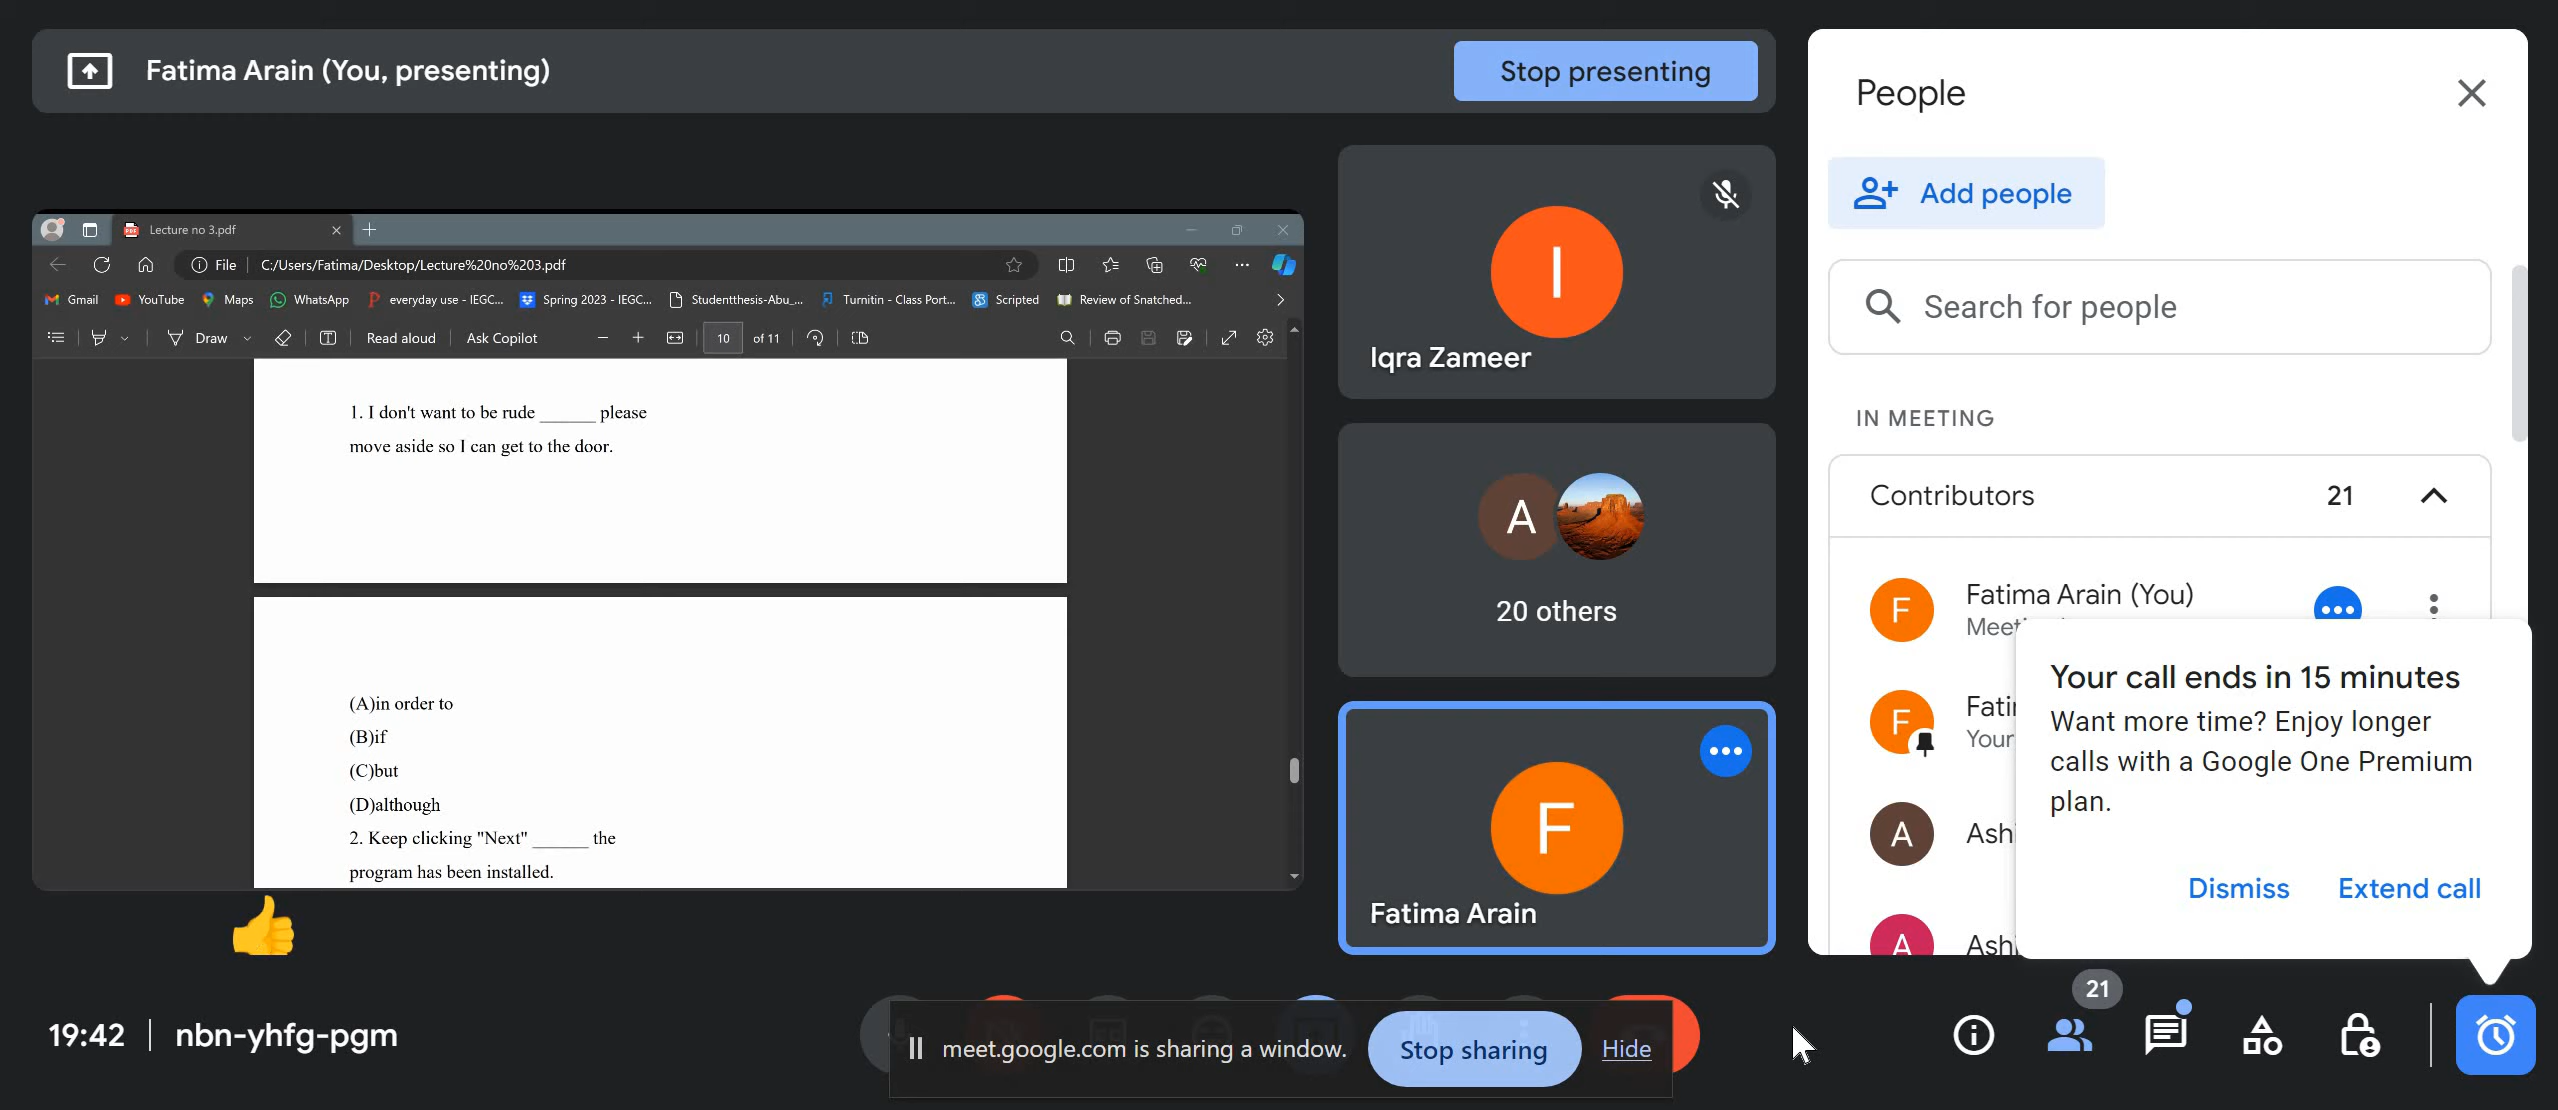 Fatima Arain (You, presenting)
Stop presenting
Lecture no 3.pdf
File
C:/Users/Fatima/Desktop/Lecture%20no%203.pdf
Gmail
YouTube
Maps
WhatsApp
everyday use - IEGC...
Spring 2023 - IEGC...
Studentthesis-Abu_...
Turnitin - Class Port...
Scripted
Review of Snatched...
Draw
Read aloud
Ask Copilot
10
of 11
1. I don't want to be rude ______ please
move aside so I can get to the door.
(A)in order to
(B)if
(C)but
(D)although
2. Keep clicking "Next" ______ the
program has been installed.
I
Iqra Zameer
A
20 others
F
Fatima Arain
People
Add people
Search for people
IN MEETING
Contributors
21
F
Fatima Arain (You)
F
Your
A
Ash
A
Ash
Your call ends in 15 minutes
Want more time? Enjoy longer
calls with a Google One Premium
plan.
Dismiss
Extend call
19:42
nbn-yhfg-pgm
meet.google.com is sharing a window.
Stop sharing
Hide
21